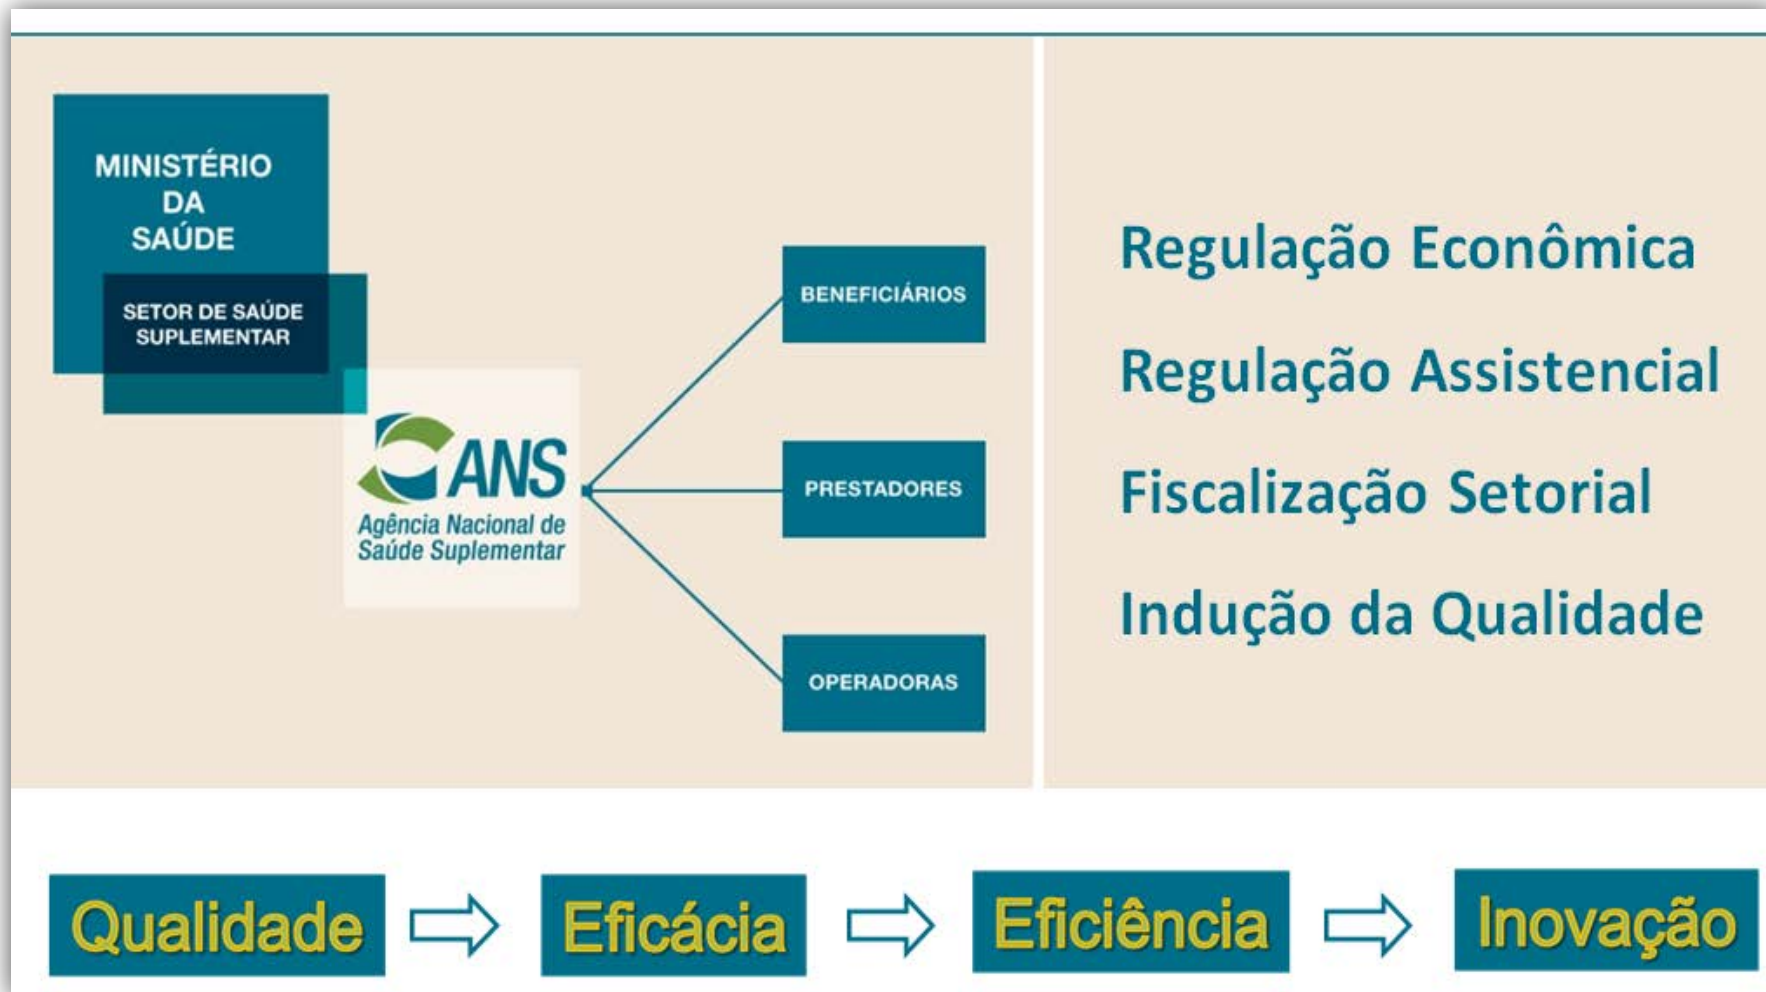 MINISTÉRIO
DA
SAÚDE
SETOR DE SAÚDE
SUPLEMENTAR
ANS
Agência Nacional de
Saúde Suplementar
BENEFICIÁRIOS
PRESTADORES
OPERADORAS
Regulação Econômica
Regulação Assistencial
Fiscalização Setorial
Indução da Qualidade
Qualidade
Eficácia
Eficiência
Inovação